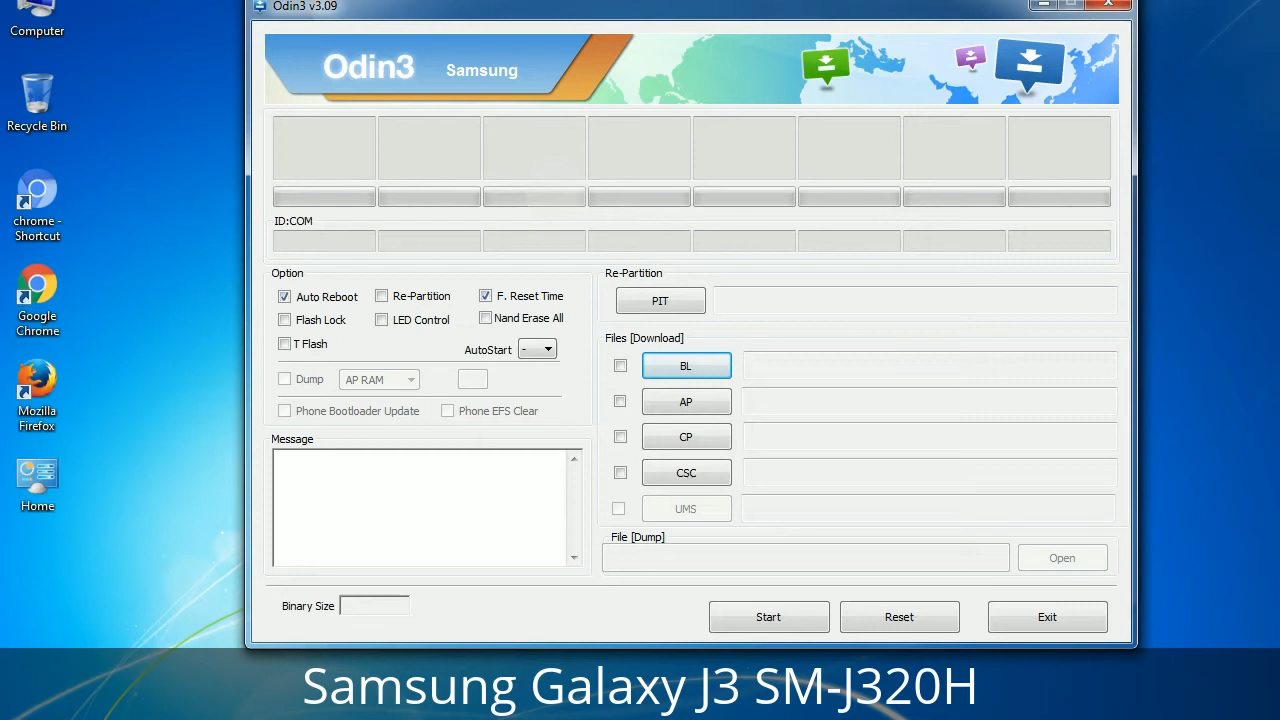 Odin3 v3.09
Computer
Odin3 Samsung
Recycle Bin
chrome -
Shortcut
ID:COM
Google
Chrome
Option
Auto Reboot Re-Partition F. Reset Time
Flash Lock LED Control Nand Erase All
T Flash AutoStart -
Dump AP RAM
Phone Bootloader Update Phone EFS Clear
Re-Partition
PIT
Files [Download]
BL
AP
CP
CSC
UMS
Mozilla
Firefox
Message
Home
File [Dump]
Open
Binary Size
Start Reset Exit
Samsung Galaxy J3 SM-J320H